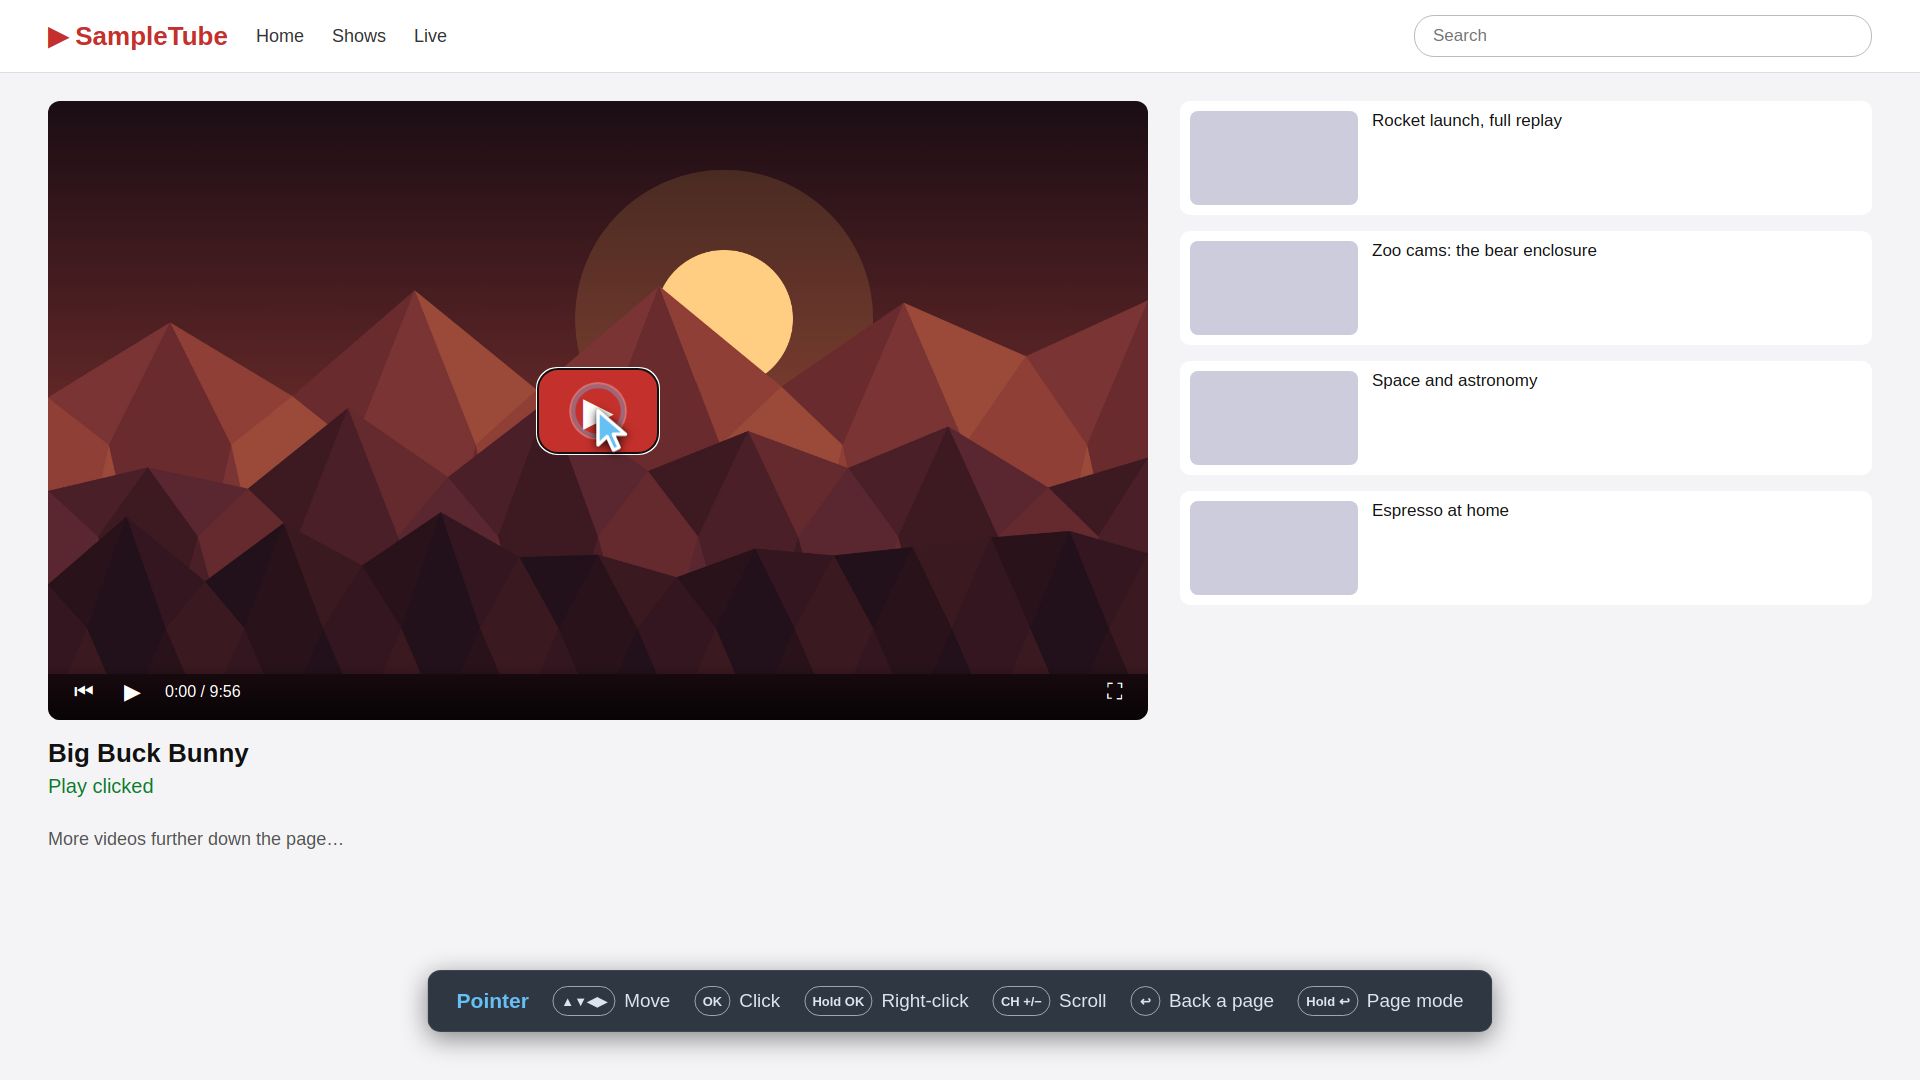 ▶ SampleTube
Home
Shows
Live
Search
Rocket launch, full replay
Zoo cams: the bear enclosure
Space and astronomy
Espresso at home
0:00 / 9:56
Big Buck Bunny
Play clicked
More videos further down the page…
Pointer ▲▼◀▶ Move OK Click Hold OK Right-click CH +/− Scroll ↩ Back a page Hold ↩ Page mode